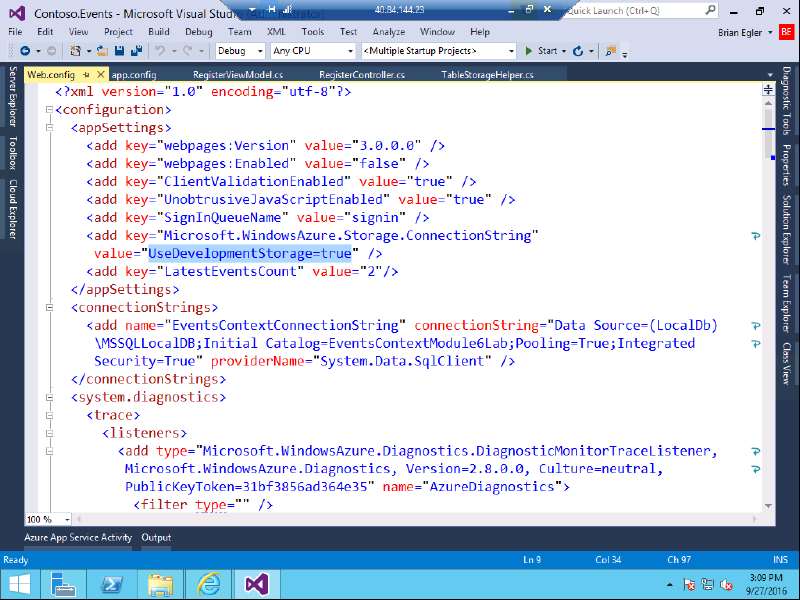 Contoso.Events - Microsoft Visual Stu
40.84.144.23
Quick Launch (Ctrl+Q)
File Edit View Project Build Debug Team XML Tools Test Analyze Window Help
Brian Egler
BE
Debug Any CPU <Multiple Startup Projects> Start
Web.config app.config RegisterViewModel.cs RegisterController.cs TableStorageHelper.cs
Server Explorer
Toolbox
Cloud Explorer
<?xml version="1.0" encoding="utf-8"?>
<configuration>
<appSettings>
<add key="webpages:Version" value="3.0.0.0" />
<add key="webpages:Enabled" value="false" />
<add key="ClientValidationEnabled" value="true" />
<add key="UnobtrusiveJavaScriptEnabled" value="true" />
<add key="SignInQueueName" value="signin" />
<add key="Microsoft.WindowsAzure.Storage.ConnectionString"
value="UseDevelopmentStorage=true" />
<add key="LatestEventsCount" value="2"/>
</appSettings>
<connectionStrings>
<add name="EventsContextConnectionString" connectionString="Data Source=(LocalDb)
\MSSQLLocalDB;Initial Catalog=EventsContextModule6Lab;Pooling=True;Integrated
Security=True" providerName="System.Data.SqlClient" />
</connectionStrings>
<system.diagnostics>
<trace>
<listeners>
<add type="Microsoft.WindowsAzure.Diagnostics.DiagnosticMonitorTraceListener,
Microsoft.WindowsAzure.Diagnostics, Version=2.8.0.0, Culture=neutral,
PublicKeyToken=31bf3856ad364e35" name="AzureDiagnostics">
<filter type="" />
Diagnostic Tools
Properties
Solution Explorer
Team Explorer
Class View
100 %
Azure App Service Activity Output
Ready Ln 9 Col 34 Ch 97 INS
3:09 PM
9/27/2016